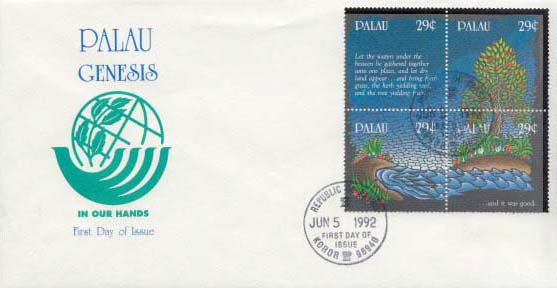 PALAU
GENESIS
IN OUR HANDS
First Day of Issue
PALAU 29¢
Let the waters under the
heaven be gathered together
unto one place, and let dry
land appear...and bring forth
grass, the herb yielding seed,
and the tree yielding fruit...
PALAU 29¢
PALAU 29¢
PALAU 29¢
...and it was good.
REPUBLIC
JUN 5 1992
FIRST DAY OF
ISSUE
KOROR 96940